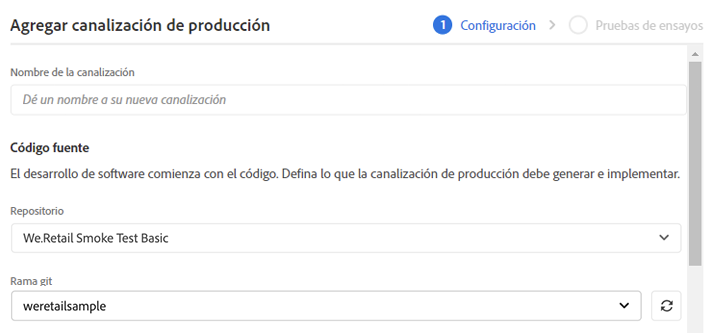 Agregar canalización de producción
1 Configuración > Pruebas de ensayos
Nombre de la canalización
Dé un nombre a su nueva canalización
Código fuente
El desarrollo de software comienza con el código. Defina lo que la canalización de producción debe generar e implementar.
Repositorio
We.Retail Smoke Test Basic
Rama git
weretailsample